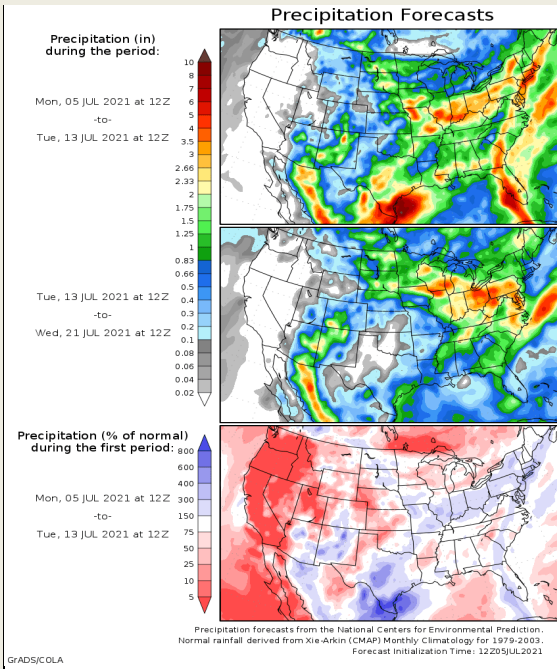 Precipitation Forecasts
Precipitation (in)
during the period:
Mon, 05 JUL 2021 at 12Z
-to-
Tue, 13 JUL 2021 at 12Z
10
8
7
6
5
4
3.5
3
2.66
2.33
2
1.75
1.5
1.25
1
0.83
0.66
0.5
0.4
0.3
0.2
0.1
0.08
0.06
0.04
0.02
Tue, 13 JUL 2021 at 12Z
-to-
Wed, 21 JUL 2021 at 12Z
Precipitation (% of normal)
during the first period:
Mon, 05 JUL 2021 at 12Z
-to-
Tue, 13 JUL 2021 at 12Z
800
600
400
300
150
75
50
25
10
5
Precipitation forecasts from the National Centers for Environmental Prediction.
Normal rainfall derived from Xie-Arkin (CMAP) Monthly Climatology for 1979-2003.
Forecast Initialization Time: 12Z05JUL2021
GrADS/COLA